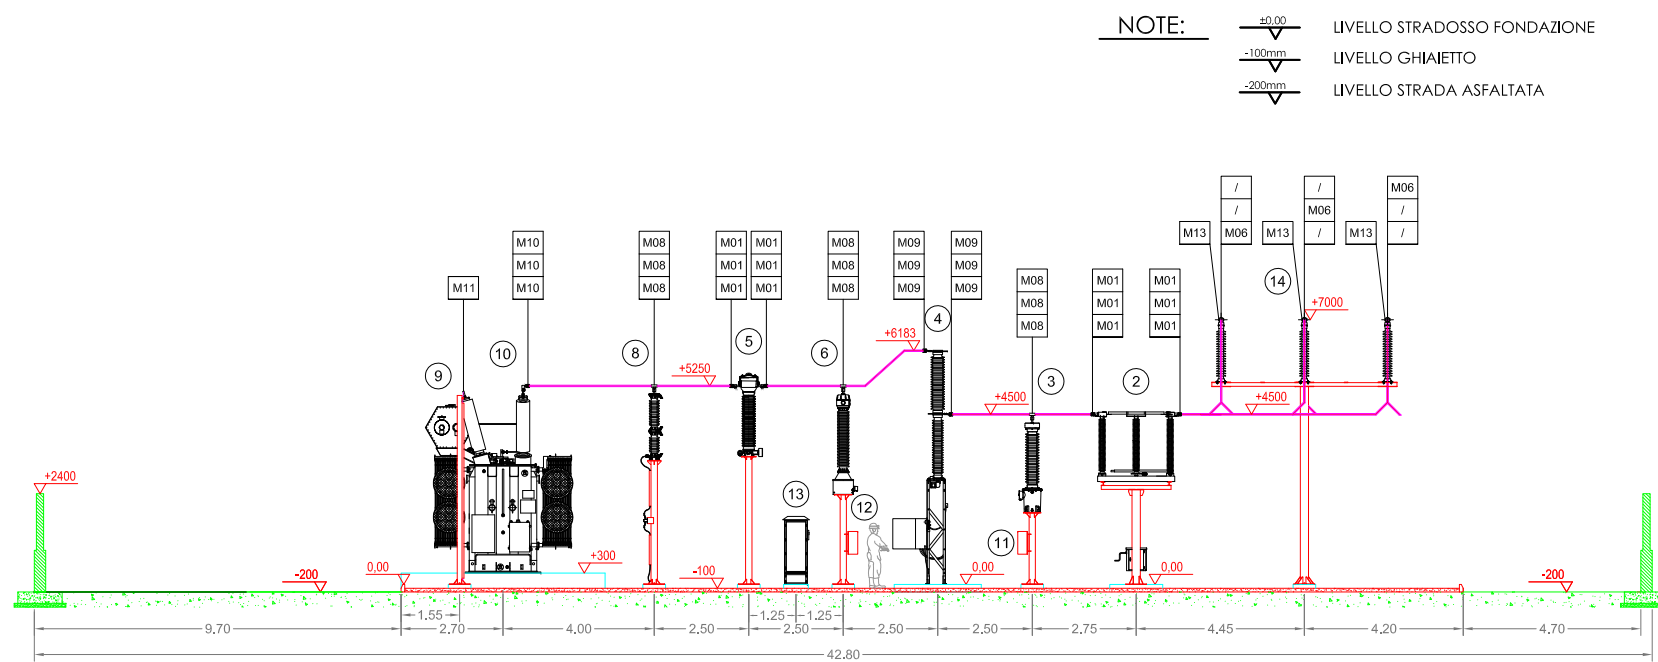 NOTE:
±0,00 LIVELLO STRADOSSO FONDAZIONE
-100mm LIVELLO GHIAIETTO
-200mm LIVELLO STRADA ASFALTATA
/ / M06
/ M06 /
M13 M06 M13 / M13 /
M10 M08 M01 M01 M08 M09 M09
M10 M08 M01 M01 M08 M09 M09
M11 M10 M08 M01 M01 M08 M09 M09
M08 M01 M01
M08 M01 M01
M08 M01 M01
14
+7000
4
+6183
10 8 5 6
9 +5250 3 2
+4500 +4500
+2400
13 12
11
-200 0,00 +300 -100 0,00 0,00 -200
1.55 1.25 1.25
9.70 2.70 4.00 2.50 2.50 2.50 2.50 2.75 4.45 4.20 4.70
42.80